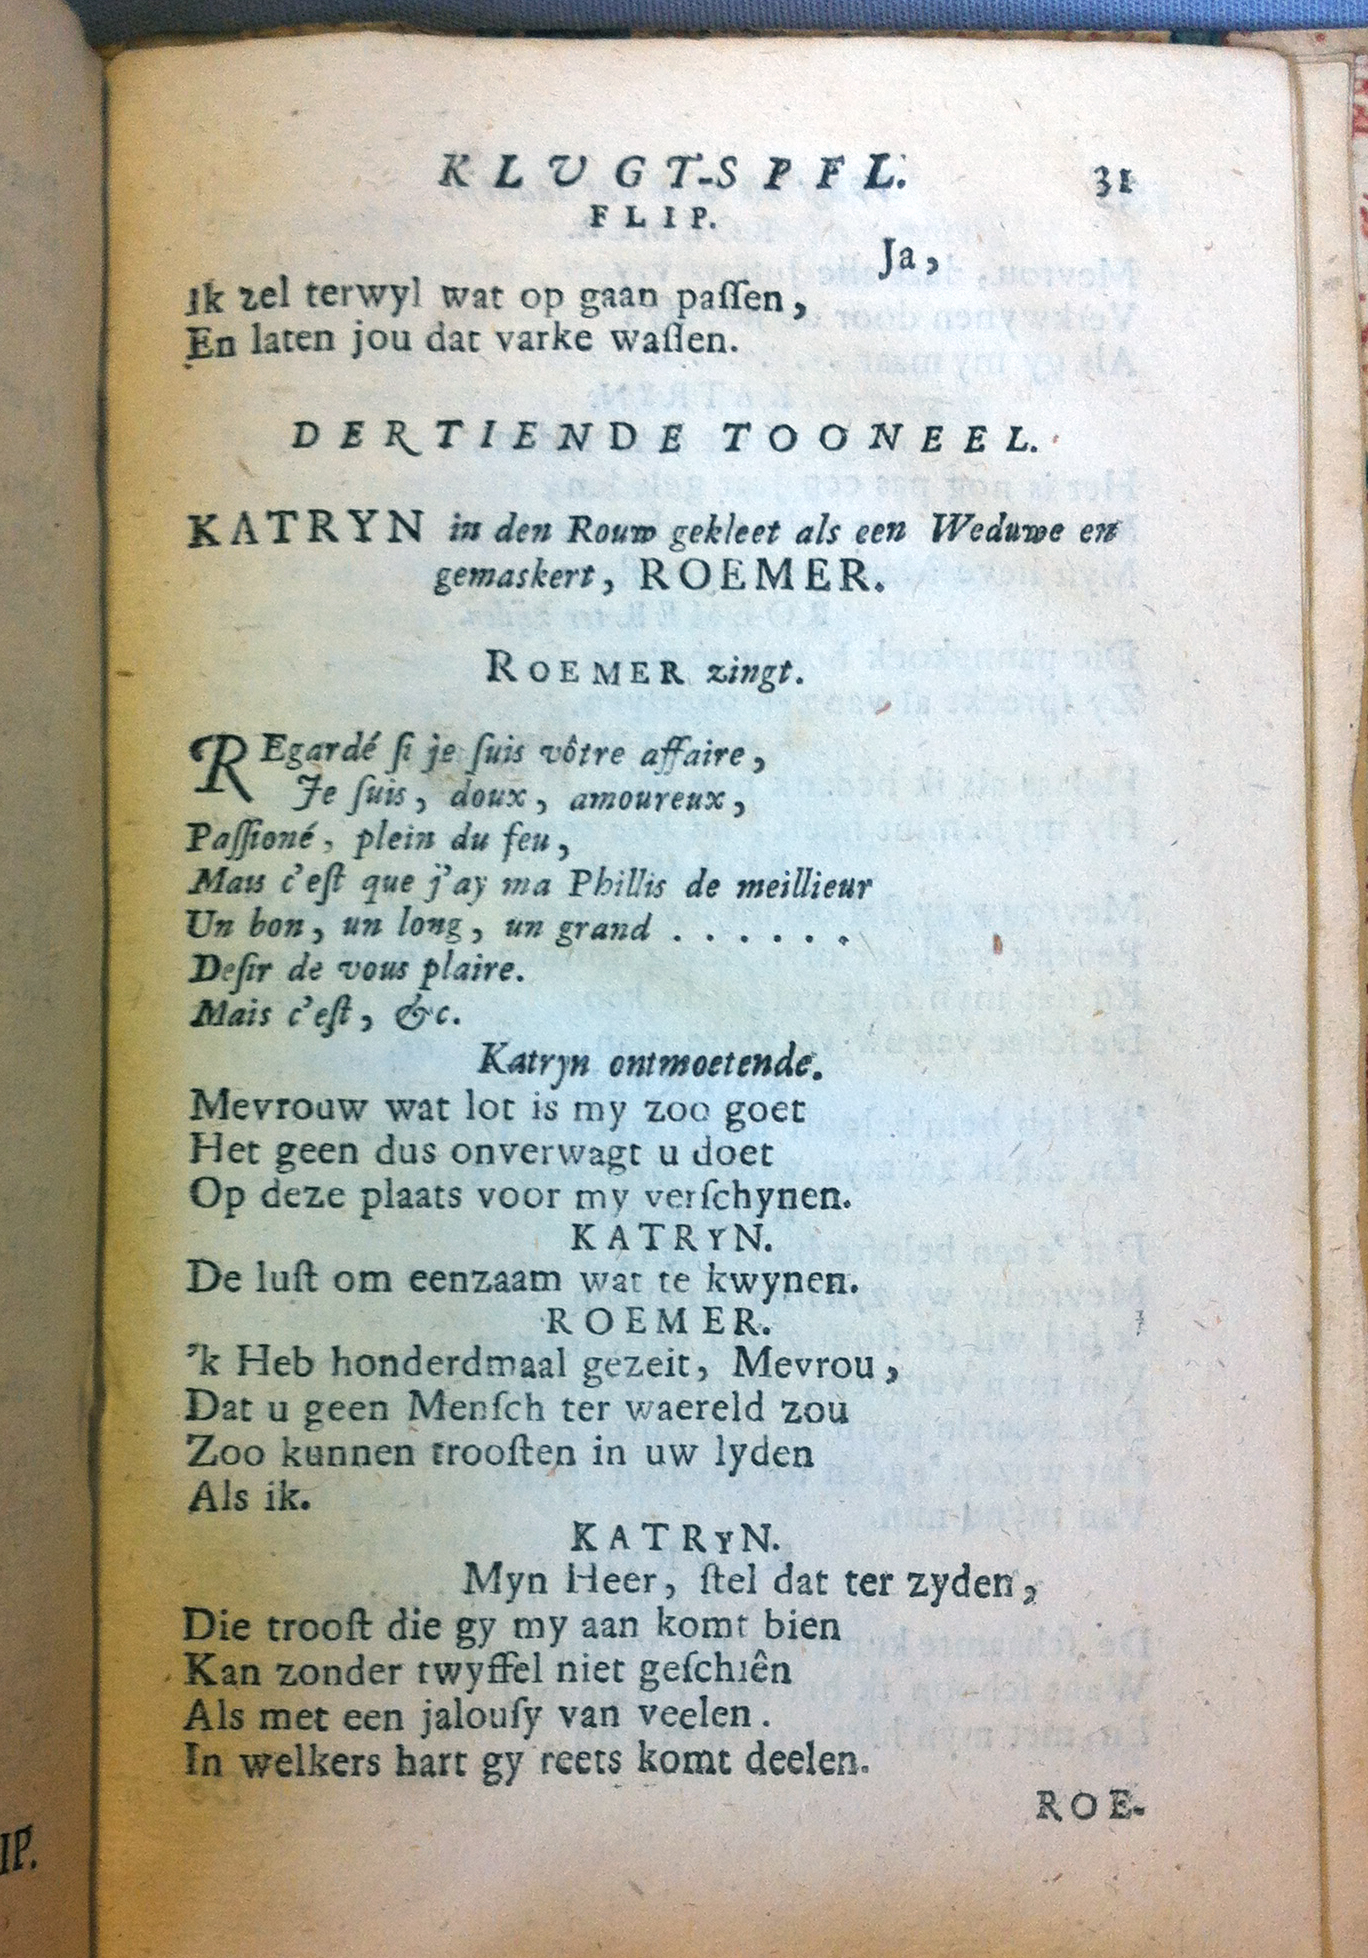 KLUGT-SPEL. 31
FLIP.
Ja,
Ik zel terwyl wat op gaan paſſen,
En laten jou dat varke waſſen.
DERTIENDE TOONEEL.
KATRYN in den Rouw gekleet als een Weduwe en
gemaskert, ROEMER.
ROEMER zingt.
REgardé ſi je ſuis vôtre affaire,
Je ſuis, doux, amoureux,
Paſſioné, plein du feu,
Mais c'eſt que j'ay ma Phillis de meillieur
Un bon, un long, un grand . . . . . .
Deſir de vous plaire.
Mais c'eſt, &c.
Katryn ontmoetende.
Mevrouw wat lot is my zoo goet
Het geen dus onverwagt u doet
Op deze plaats voor my verſchynen.
KATRYN.
De luſt om eenzaam wat te kwynen.
ROEMER.
'k Heb honderdmaal gezeit, Mevrou,
Dat u geen Menſch ter waereld zou
Zoo kunnen trooſten in uw lyden
Als ik.
KATRYN.
Myn Heer, ſtel dat ter zyden,
Die trooſt die gy my aan komt bien
Kan zonder twyffel niet geſchiên
Als met een jalouſy van veelen.
In welkers hart gy reets komt deelen.
ROE-
IP.